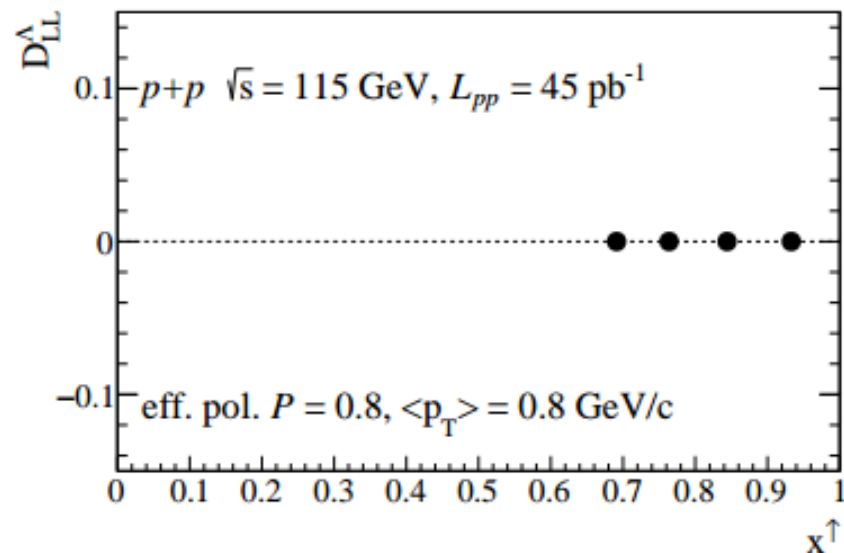 D_LL^Λ
0.1
p+p √s = 115 GeV, L_pp = 45 pb⁻¹
0
−0.1
eff. pol. P = 0.8, <p_T> = 0.8 GeV/c
0 0.1 0.2 0.3 0.4 0.5 0.6 0.7 0.8 0.9 1
x↑